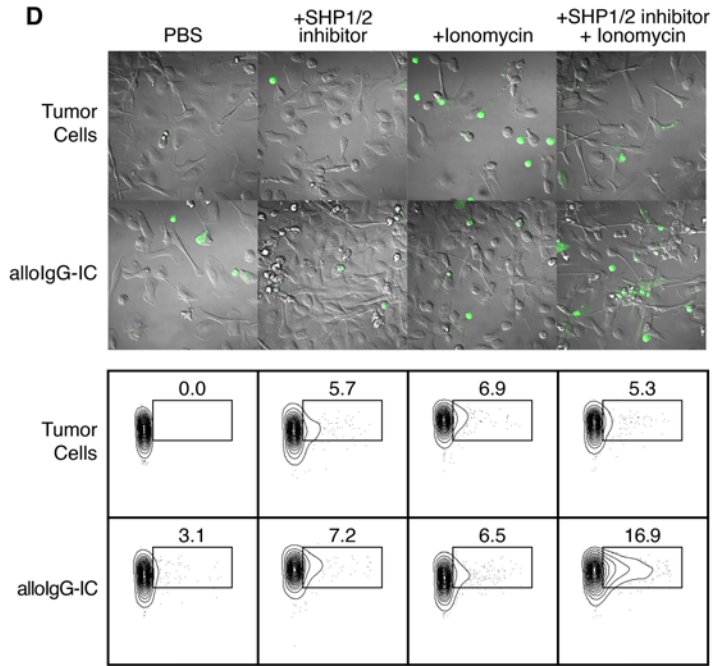 D
PBS
+SHP1/2
inhibitor
+Ionomycin
+SHP1/2 inhibitor
+ Ionomycin
Tumor
Cells
alloIgG-IC
Tumor
Cells
0.0
5.7
6.9
5.3
alloIgG-IC
3.1
7.2
6.5
16.9